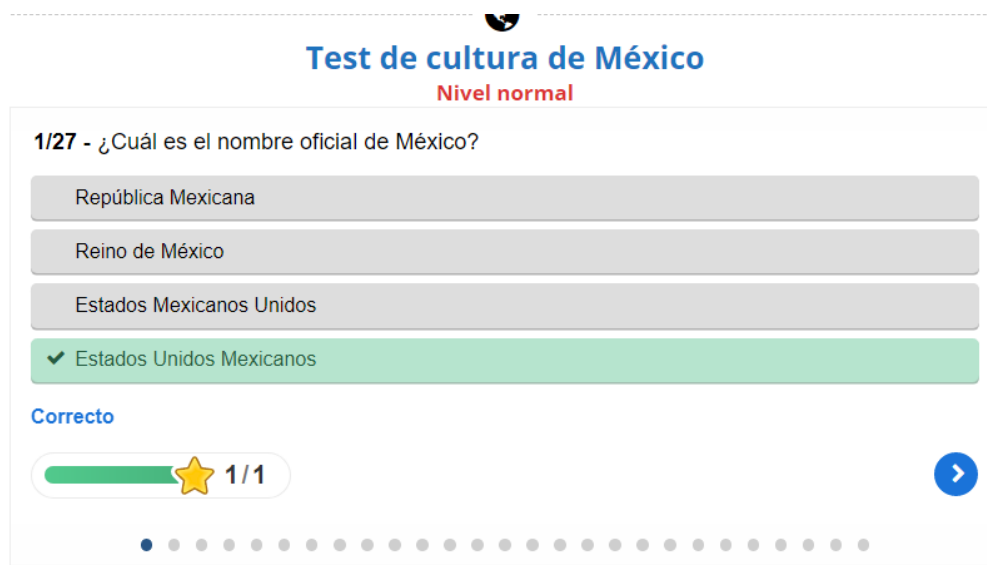 Test de cultura de México
Nivel normal
1/27 - ¿Cuál es el nombre oficial de México?
República Mexicana
Reino de México
Estados Mexicanos Unidos
Estados Unidos Mexicanos
Correcto
1/1